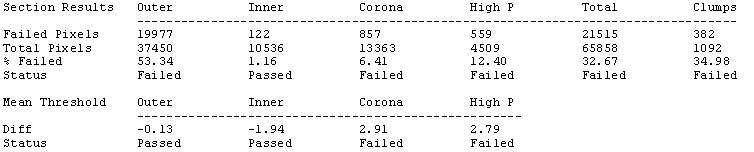 Section Results Outer Inner Corona High P Total Clumps
--------------------------------------------------------------------------------
Failed Pixels 19977 122 857 559 21515 382
Total Pixels 37450 10536 13363 4509 65858 1092
% Failed 53.34 1.16 6.41 12.40 32.67 34.98
Status Failed Passed Failed Failed Failed Failed
Mean Threshold Outer Inner Corona High P
----------------------------------------------------
Diff -0.13 -1.94 2.91 2.79
Status Passed Passed Failed Failed